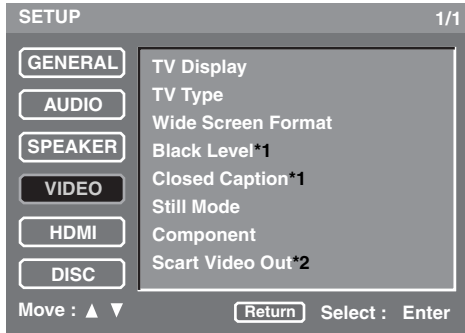 SETUP 1/1
GENERAL
AUDIO
SPEAKER
VIDEO
HDMI
DISC
TV Display
TV Type
Wide Screen Format
Black Level*1
Closed Caption*1
Still Mode
Component
Scart Video Out*2
Move : ▲ ▼ Return Select : Enter